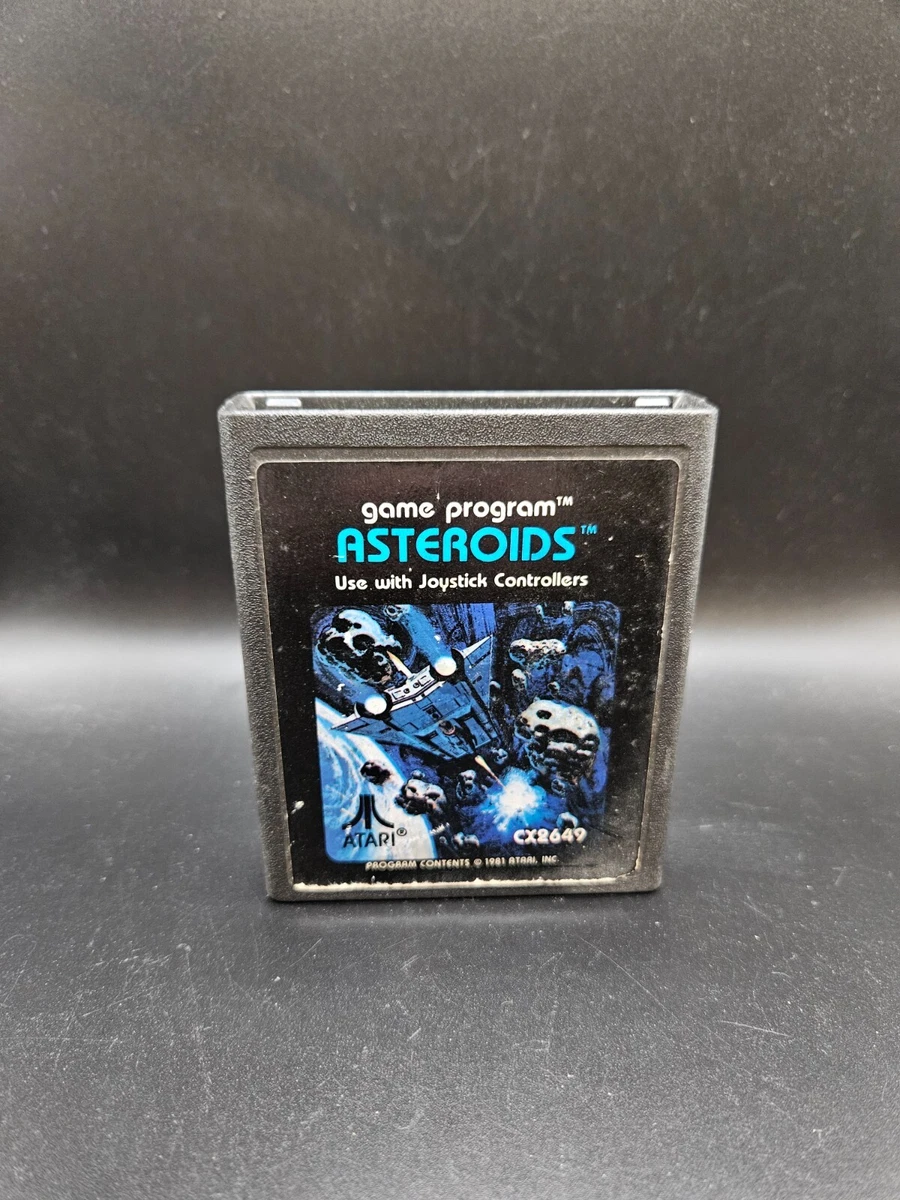 game program™
ASTEROIDS™
Use with Joystick Controllers
ATARI®
CX2649
PROGRAM CONTENTS © 1981 ATARI, INC.